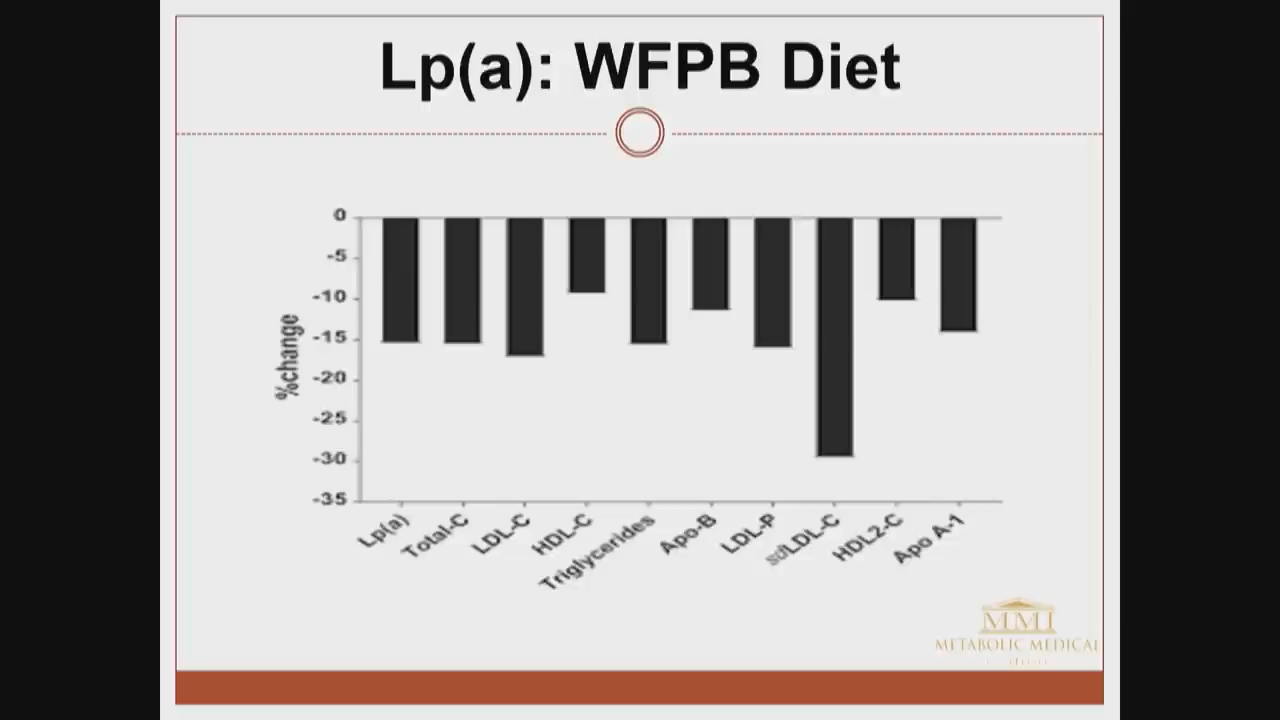 Lp(a): WFPB Diet
0
-5
-10
-15
-20
-25
-30
-35
%change
Lp(a)
Total-C
LDL-C
HDL-C
Triglycerides
Apo-B
LDL-P
sdLDL-C
HDL2-C
Apo A-1
MMI
METABOLIC MEDICAL